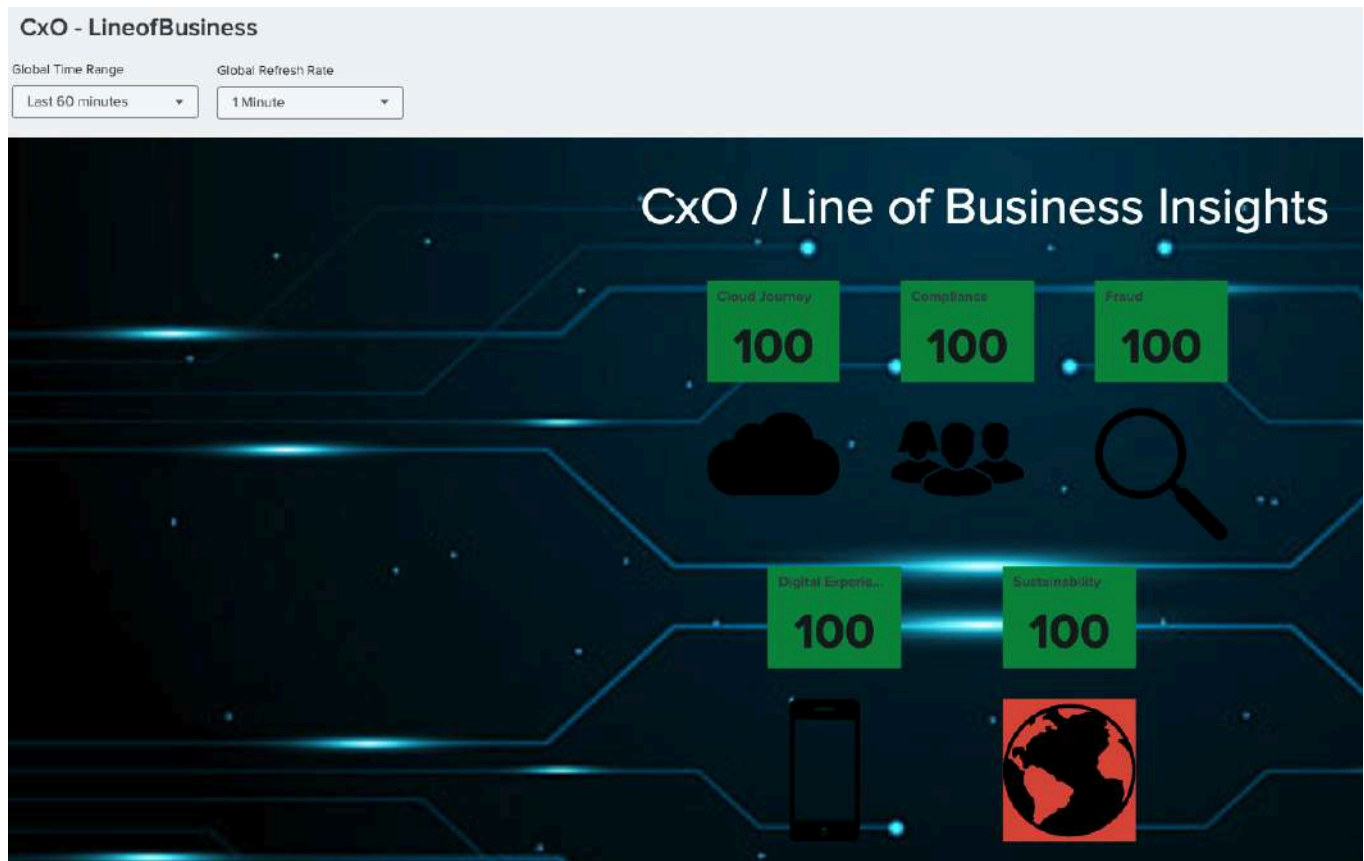 CxO - LineofBusiness
Global Time Range
Global Refresh Rate
Last 60 minutes
1 Minute
CxO / Line of Business Insights
Cloud Journey
Compliance
Fraud
100
100
100
Digital Experie...
Sustainability
100
100